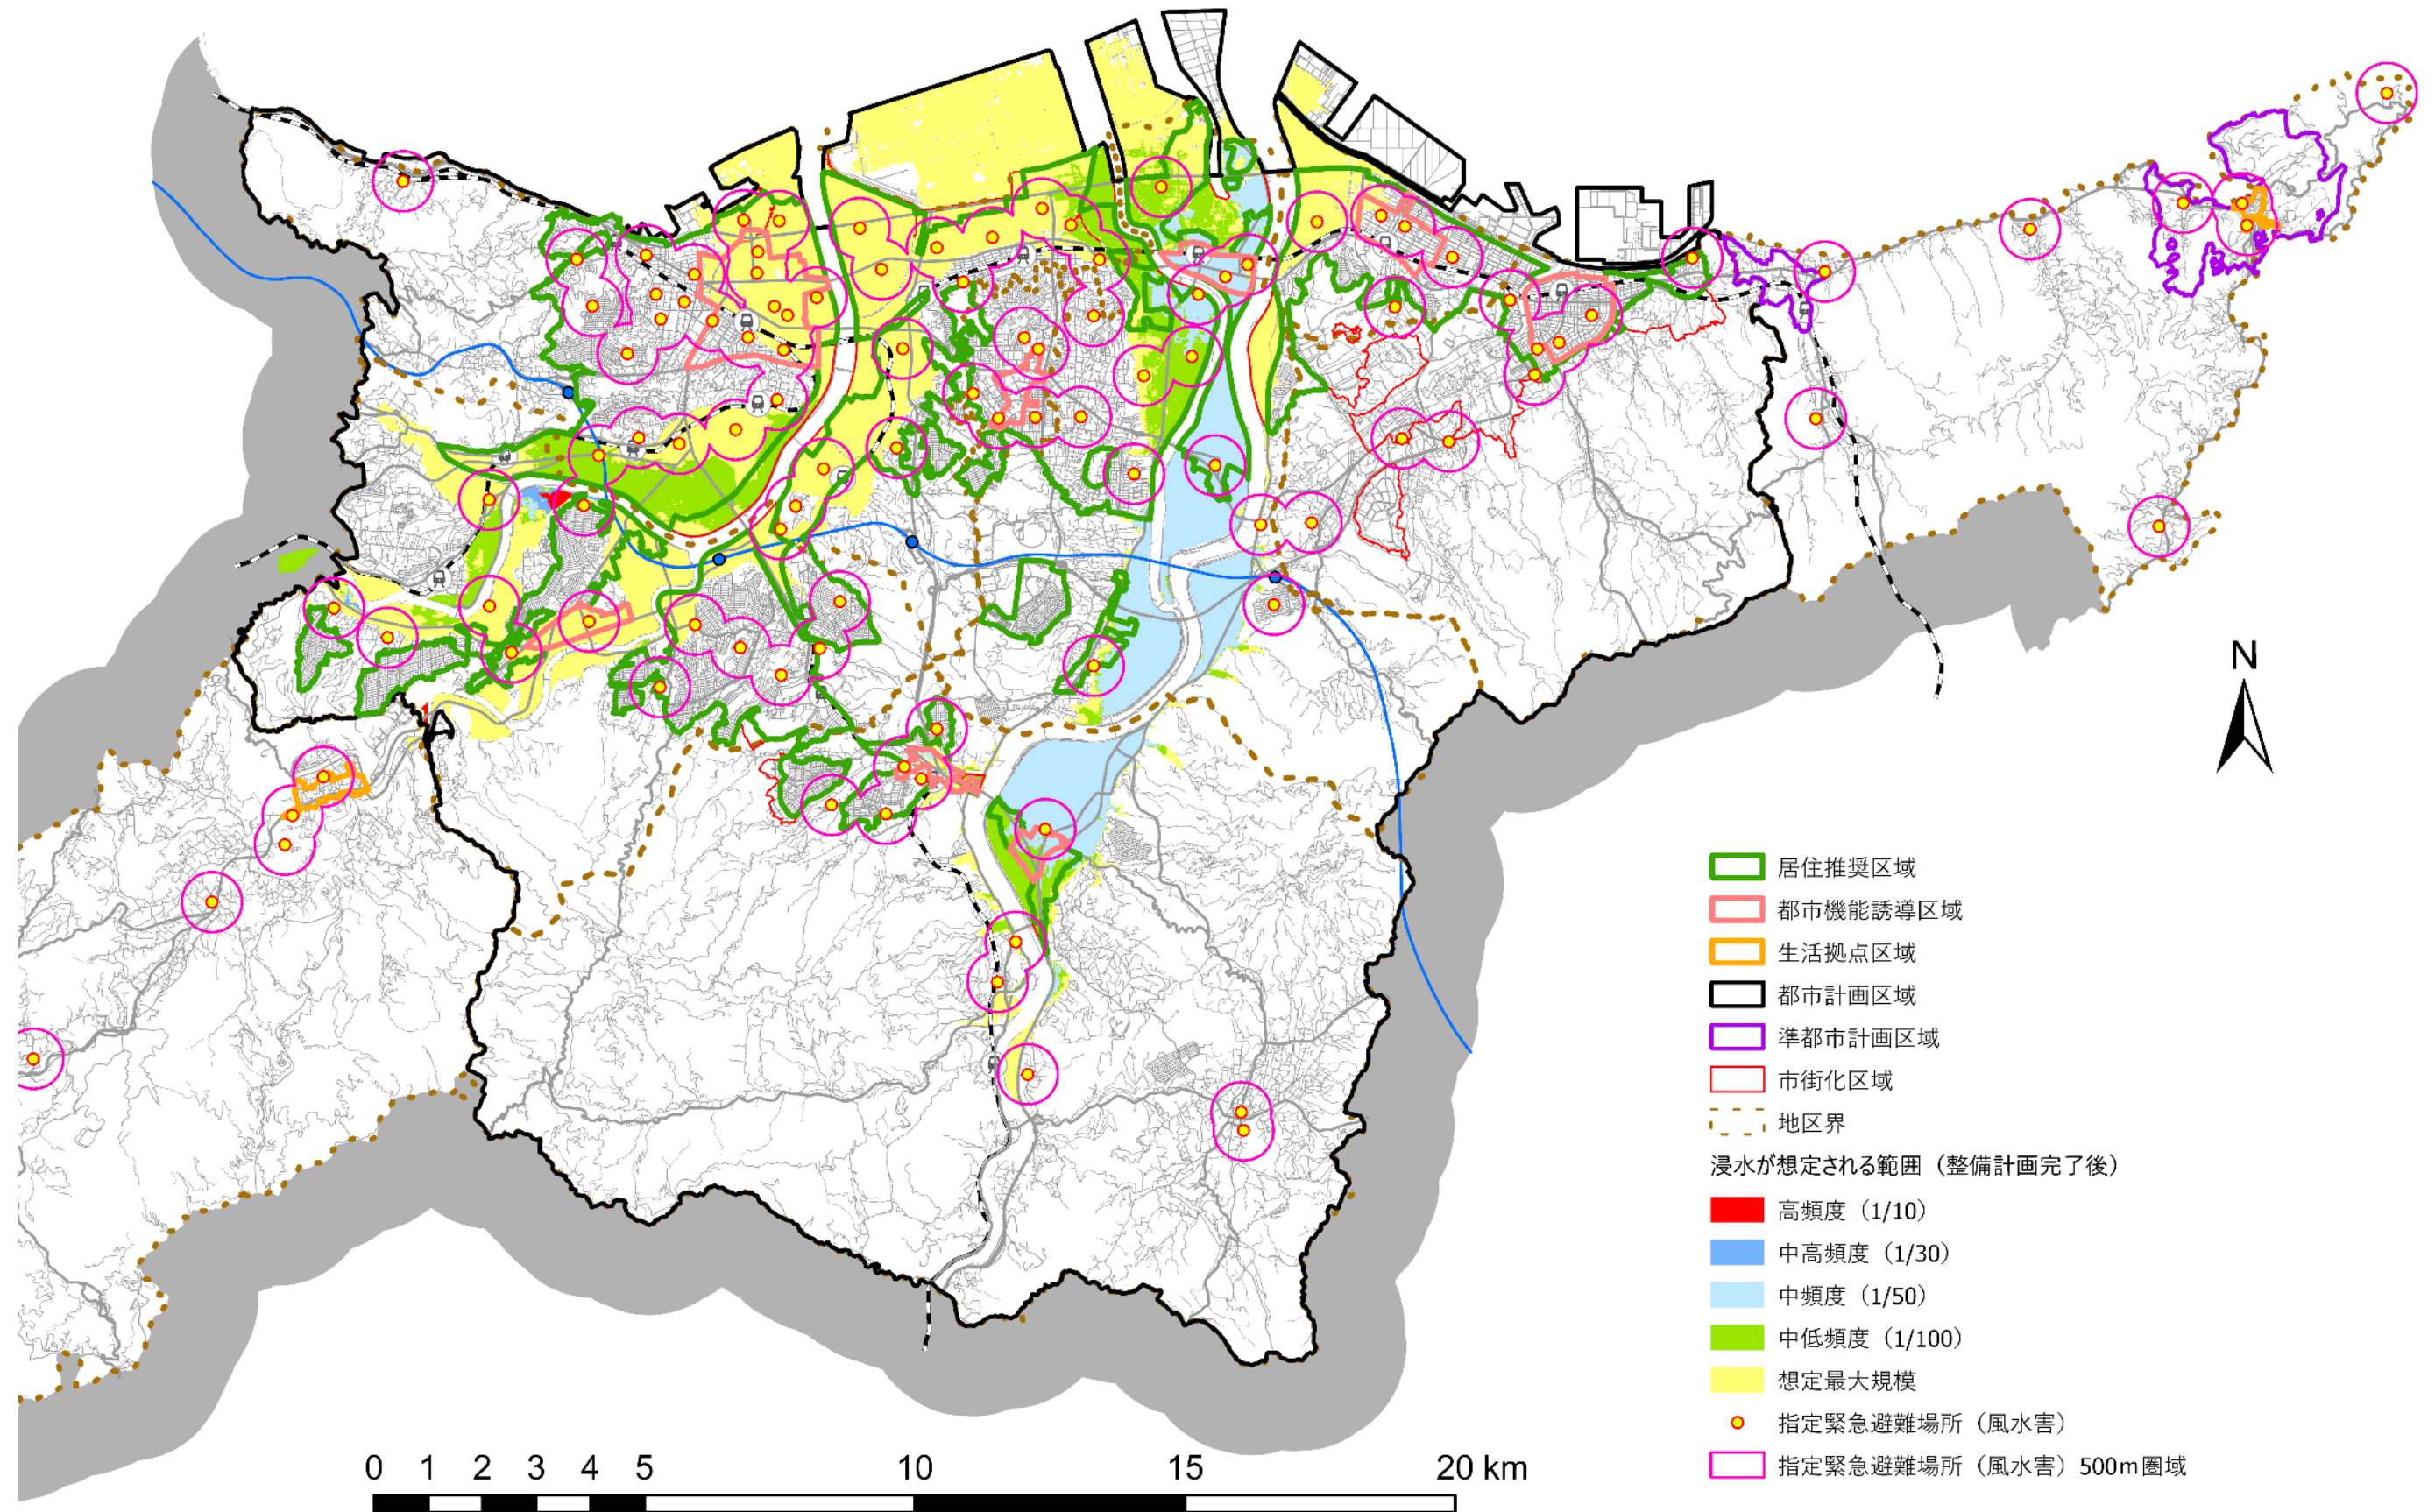 N
居住推奨区域
都市機能誘導区域
生活拠点区域
都市計画区域
準都市計画区域
市街化区域
地区界
浸水が想定される範囲（整備計画完了後）
高頻度（1/10）
中高頻度（1/30）
中頻度（1/50）
中低頻度（1/100）
想定最大規模
指定緊急避難場所（風水害）
指定緊急避難場所（風水害）500m圏域
0 1 2 3 4 5 10 15 20 km